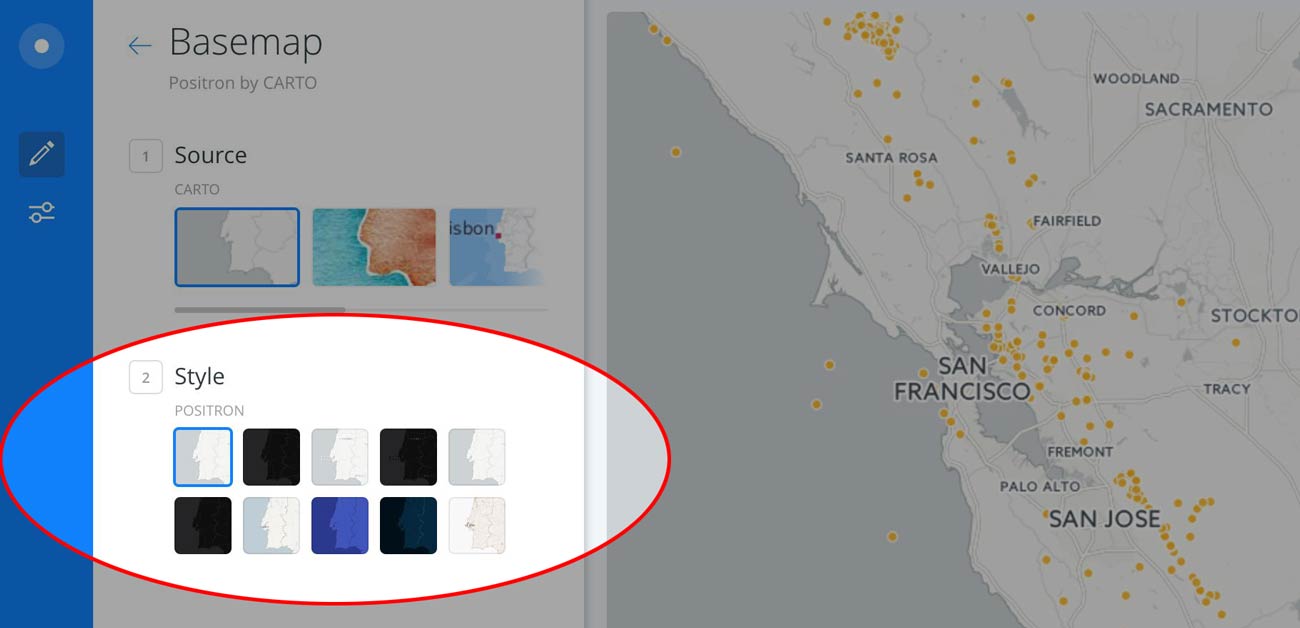 Basemap
Positron by CARTO
1 Source
CARTO
isbon
2 Style
POSITRON
WOODLAND
SACRAMENTO
SANTA ROSA
FAIRFIELD
VALLEJO
CONCORD
STOCKTO
SAN
FRANCISCO
TRACY
FREMONT
PALO ALTO
SAN JOSE